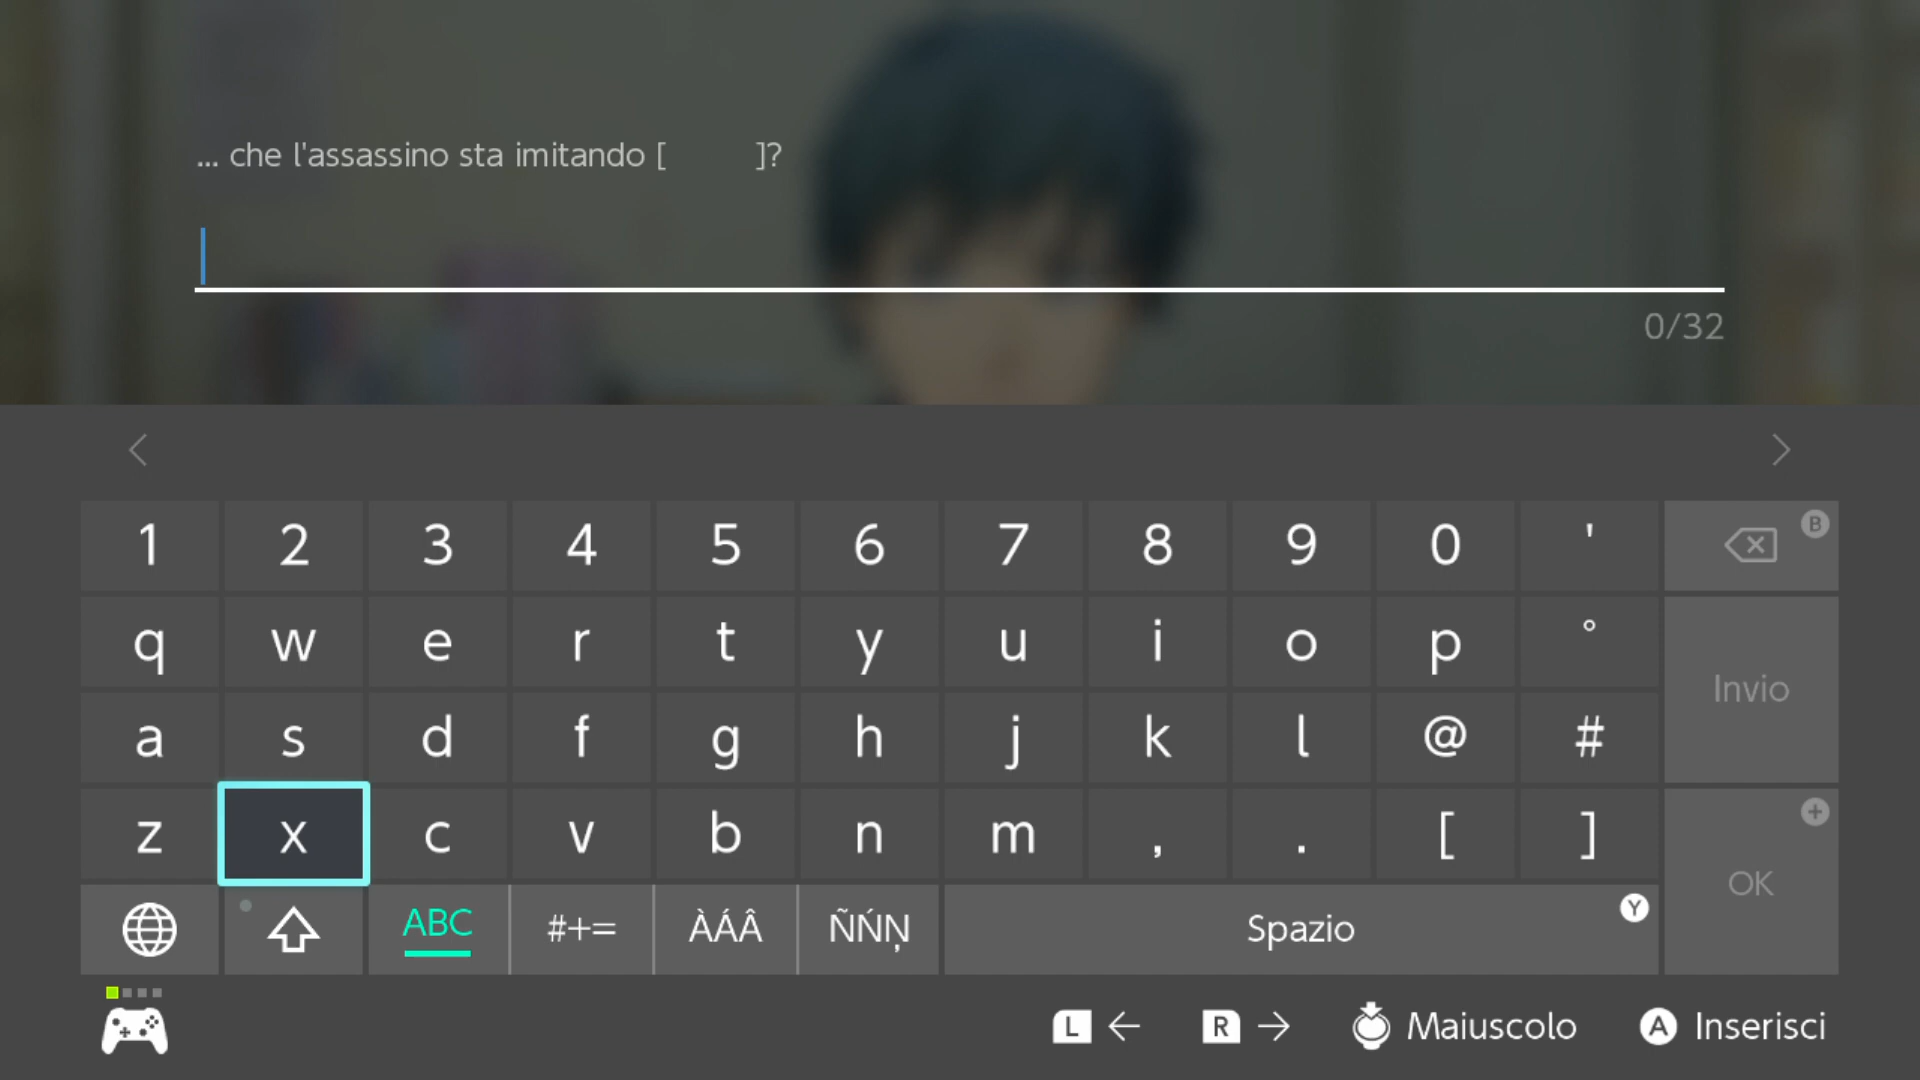 ... che l'assassino sta imitando [ ]?
0/32
1 2 3 4 5 6 7 8 9 0 ' B
q w e r t y u i o p °
Invio
a s d f g h j k l @ #
z x c v b n m , . [ ]
OK
ABC #+= ÀÁÂ ÑŃŅ Spazio Y
L ← R → Maiuscolo A Inserisci